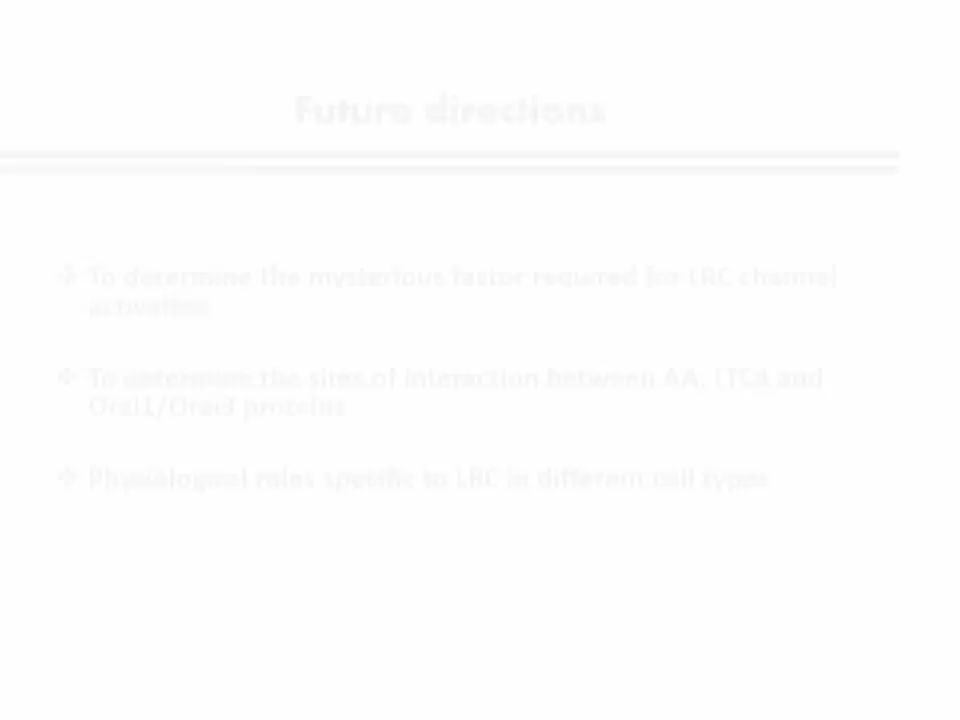 Future directions
❖ To determine the mysterious factor required for LRC channel
activation
❖ To determine the sites of interaction between AA, LTC4 and
Orai1/Orai3 proteins
❖ Physiological roles specific to LRC in different cell types